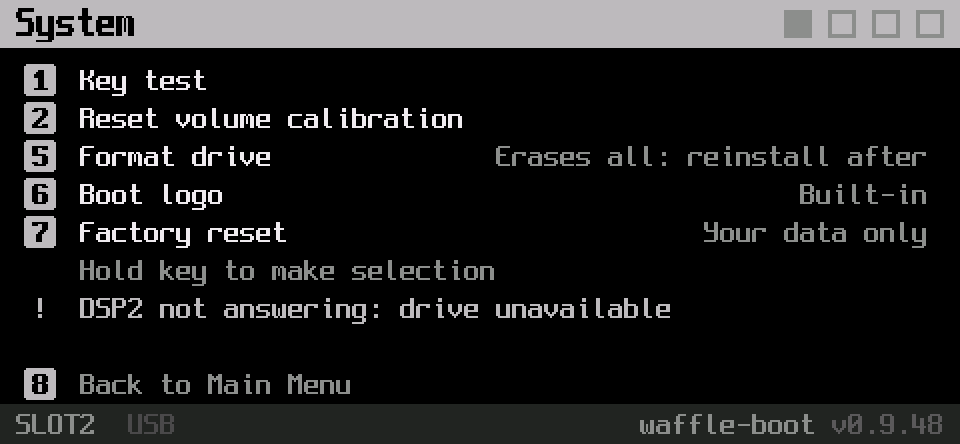 System
1 Key test
2 Reset volume calibration
5 Format drive Erases all: reinstall after
6 Boot logo Built-in
7 Factory reset Your data only
Hold key to make selection
! DSP2 not answering: drive unavailable
8 Back to Main Menu
SLOT2 USB waffle-boot v0.9.48